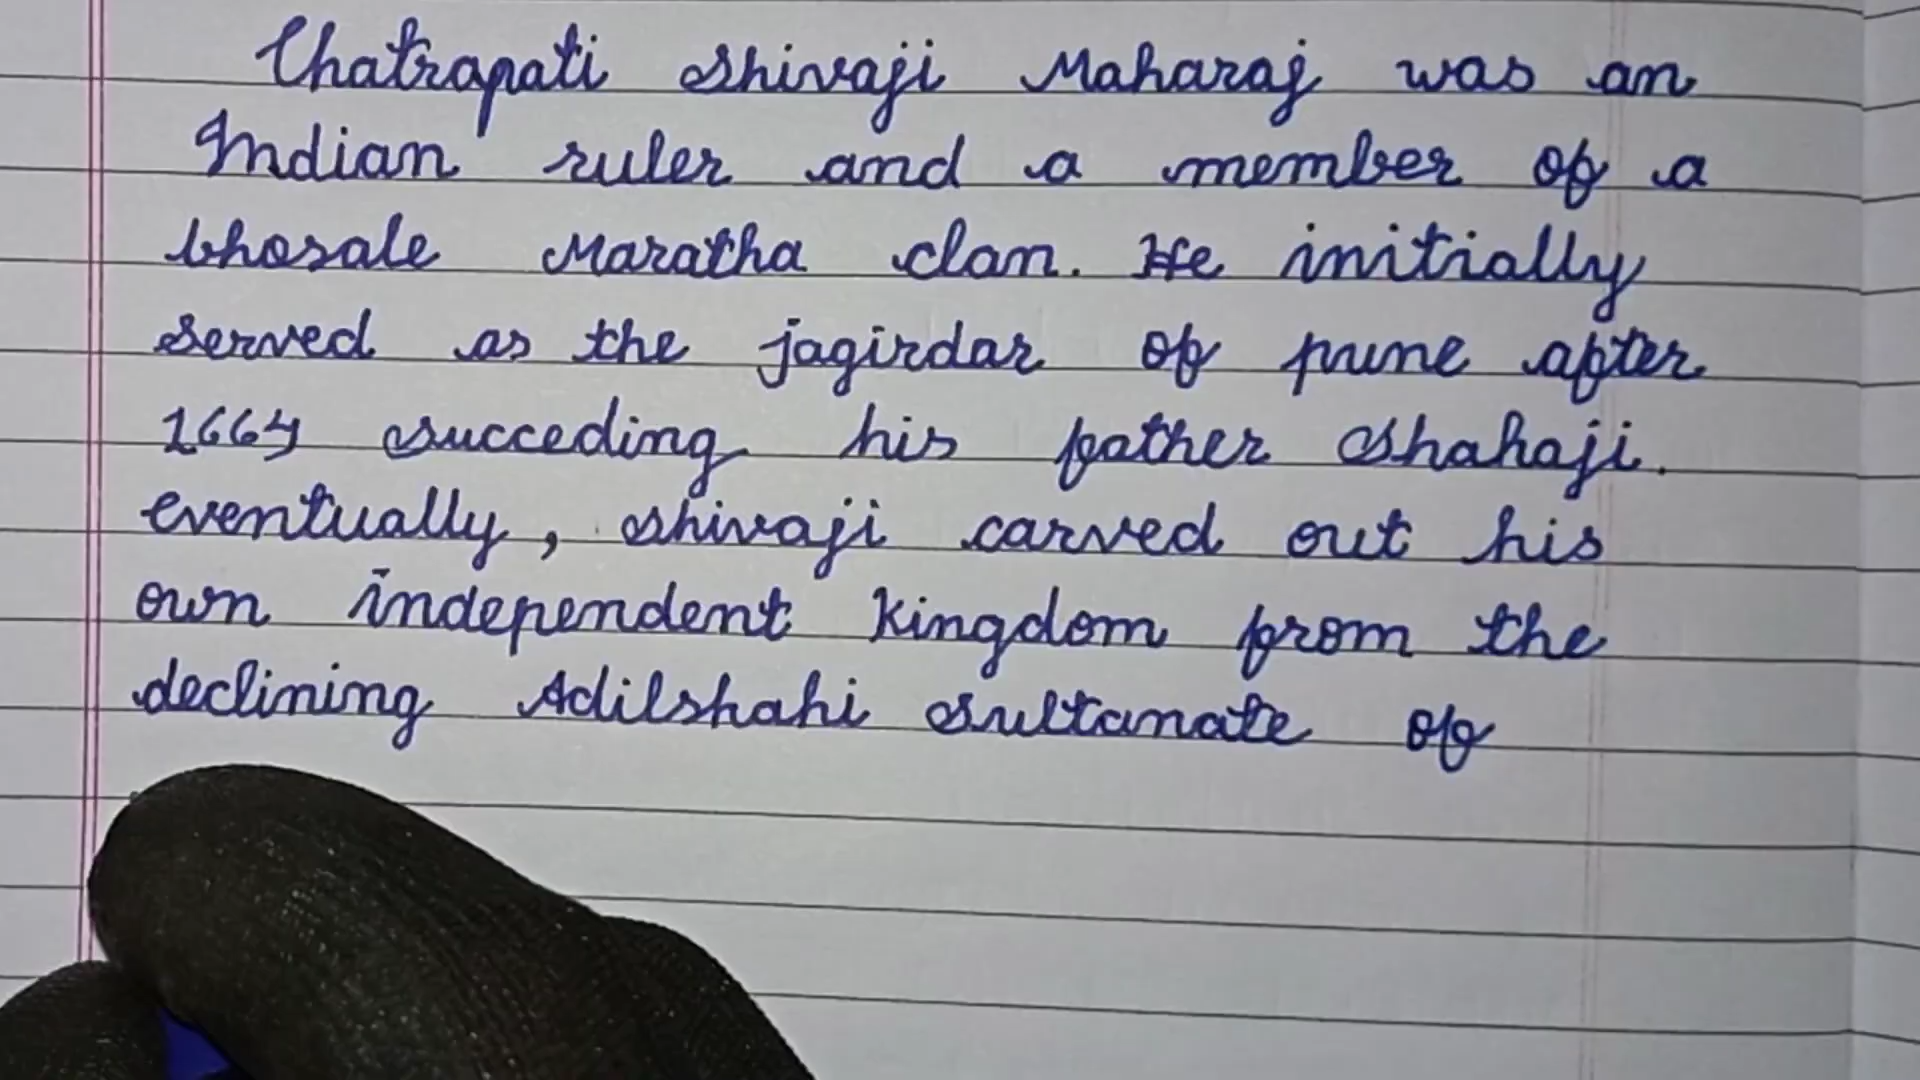 Chatrapati Shivaji Maharaj was an
Indian ruler and a member of a
bhosale Maratha clan. He initially
served as the jagirdar of pune after
1664 succeding his father Shahaji.
eventually, Shivaji carved out his
own independent Kingdom from the
declining Adilshahi Sultanate of